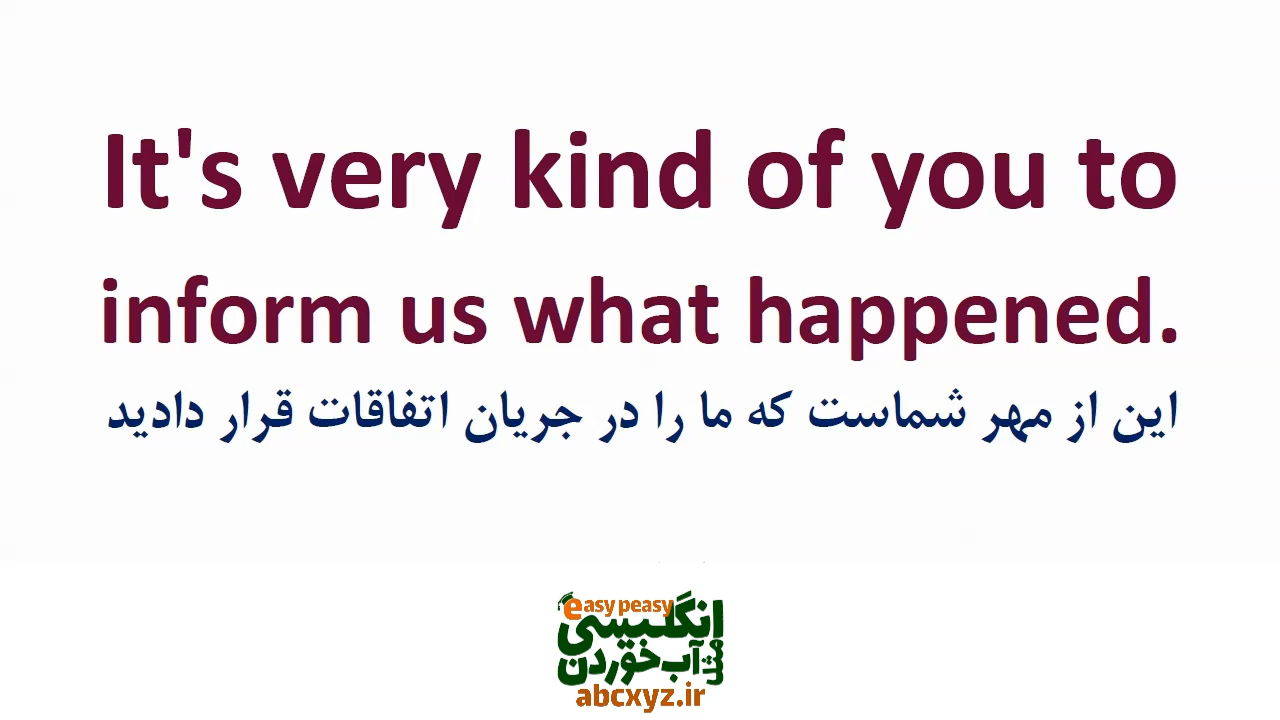 It's very kind of you to
inform us what happened.
این از مهر شماست که ما را در جریان اتفاقات قرار دادید
easy peasy
انگلیسی
مثل آب خوردن
abcxyz.ir